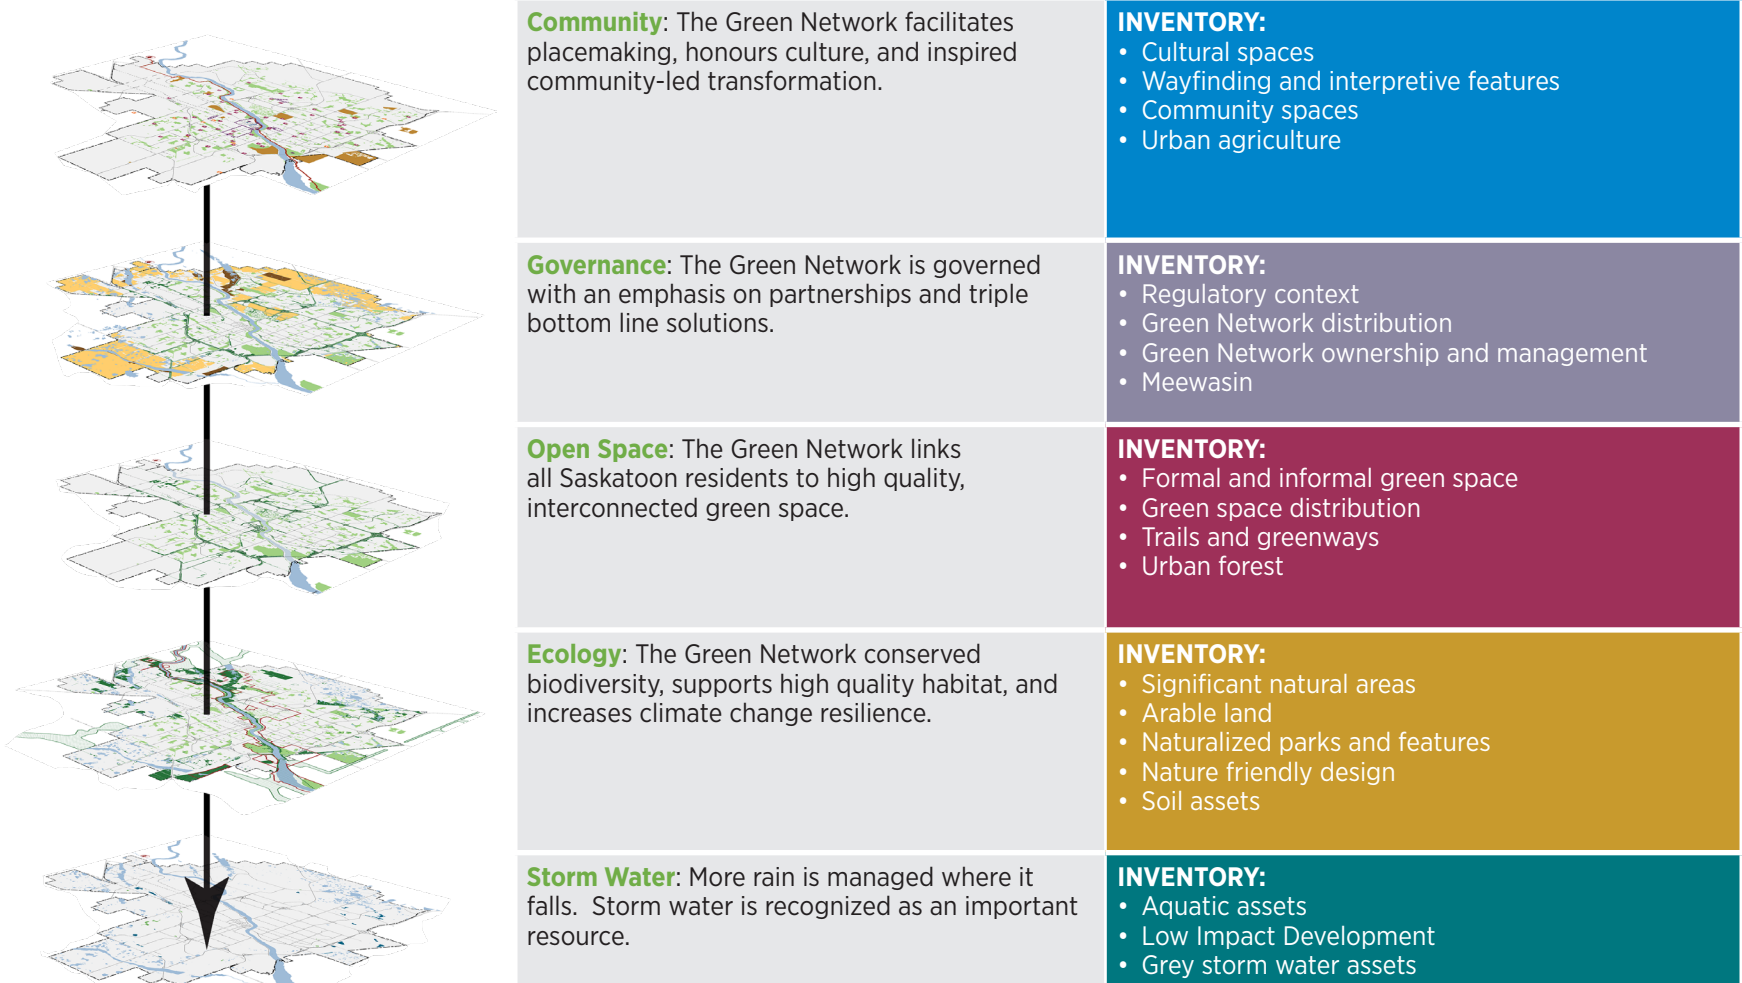 Community: The Green Network facilitates
placemaking, honours culture, and inspired
community-led transformation.
INVENTORY:
• Cultural spaces
• Wayfinding and interpretive features
• Community spaces
• Urban agriculture
Governance: The Green Network is governed
with an emphasis on partnerships and triple
bottom line solutions.
INVENTORY:
• Regulatory context
• Green Network distribution
• Green Network ownership and management
• Meewasin
Open Space: The Green Network links
all Saskatoon residents to high quality,
interconnected green space.
INVENTORY:
• Formal and informal green space
• Green space distribution
• Trails and greenways
• Urban forest
Ecology: The Green Network conserved
biodiversity, supports high quality habitat, and
increases climate change resilience.
INVENTORY:
• Significant natural areas
• Arable land
• Naturalized parks and features
• Nature friendly design
• Soil assets
Storm Water: More rain is managed where it
falls.  Storm water is recognized as an important
resource.
INVENTORY:
• Aquatic assets
• Low Impact Development
• Grey storm water assets